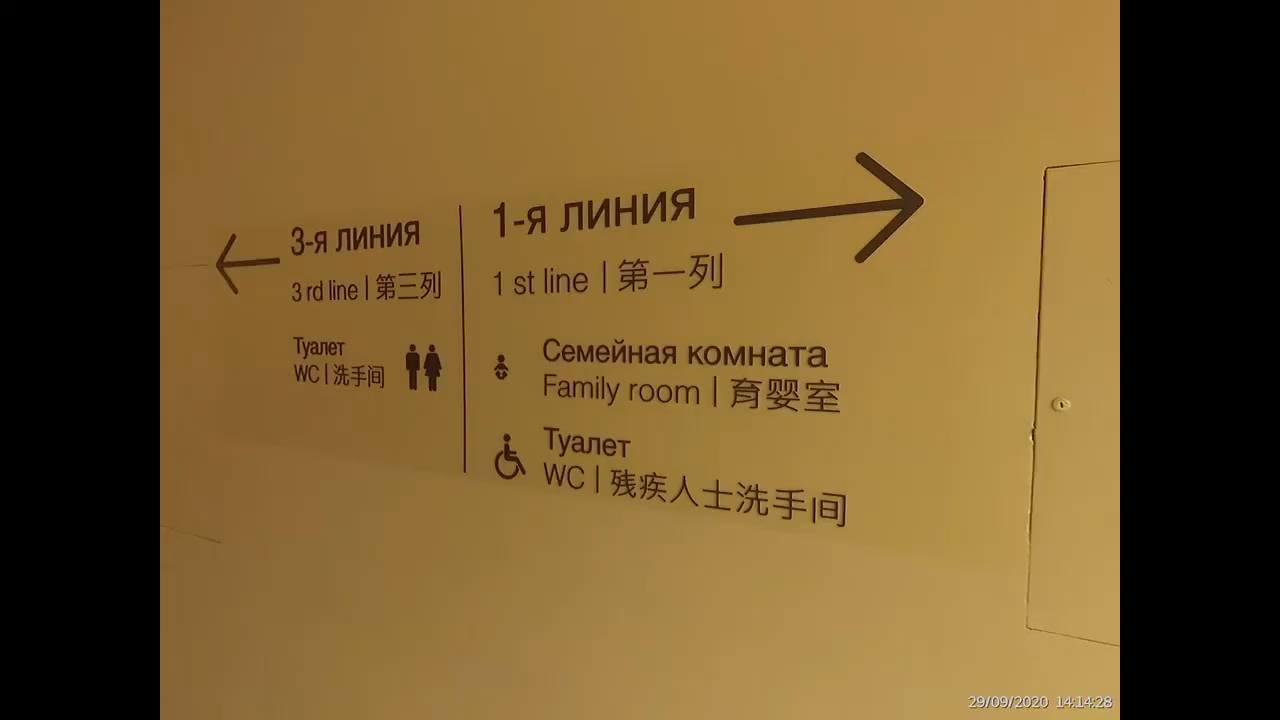 3-я линия
3 rd line | 第三列
Туалет
WC | 洗手间
1-я линия
1 st line | 第一列
Семейная комната
Family room | 育婴室
Туалет
WC | 残疾人士洗手间
29/09/2020 14:14:28